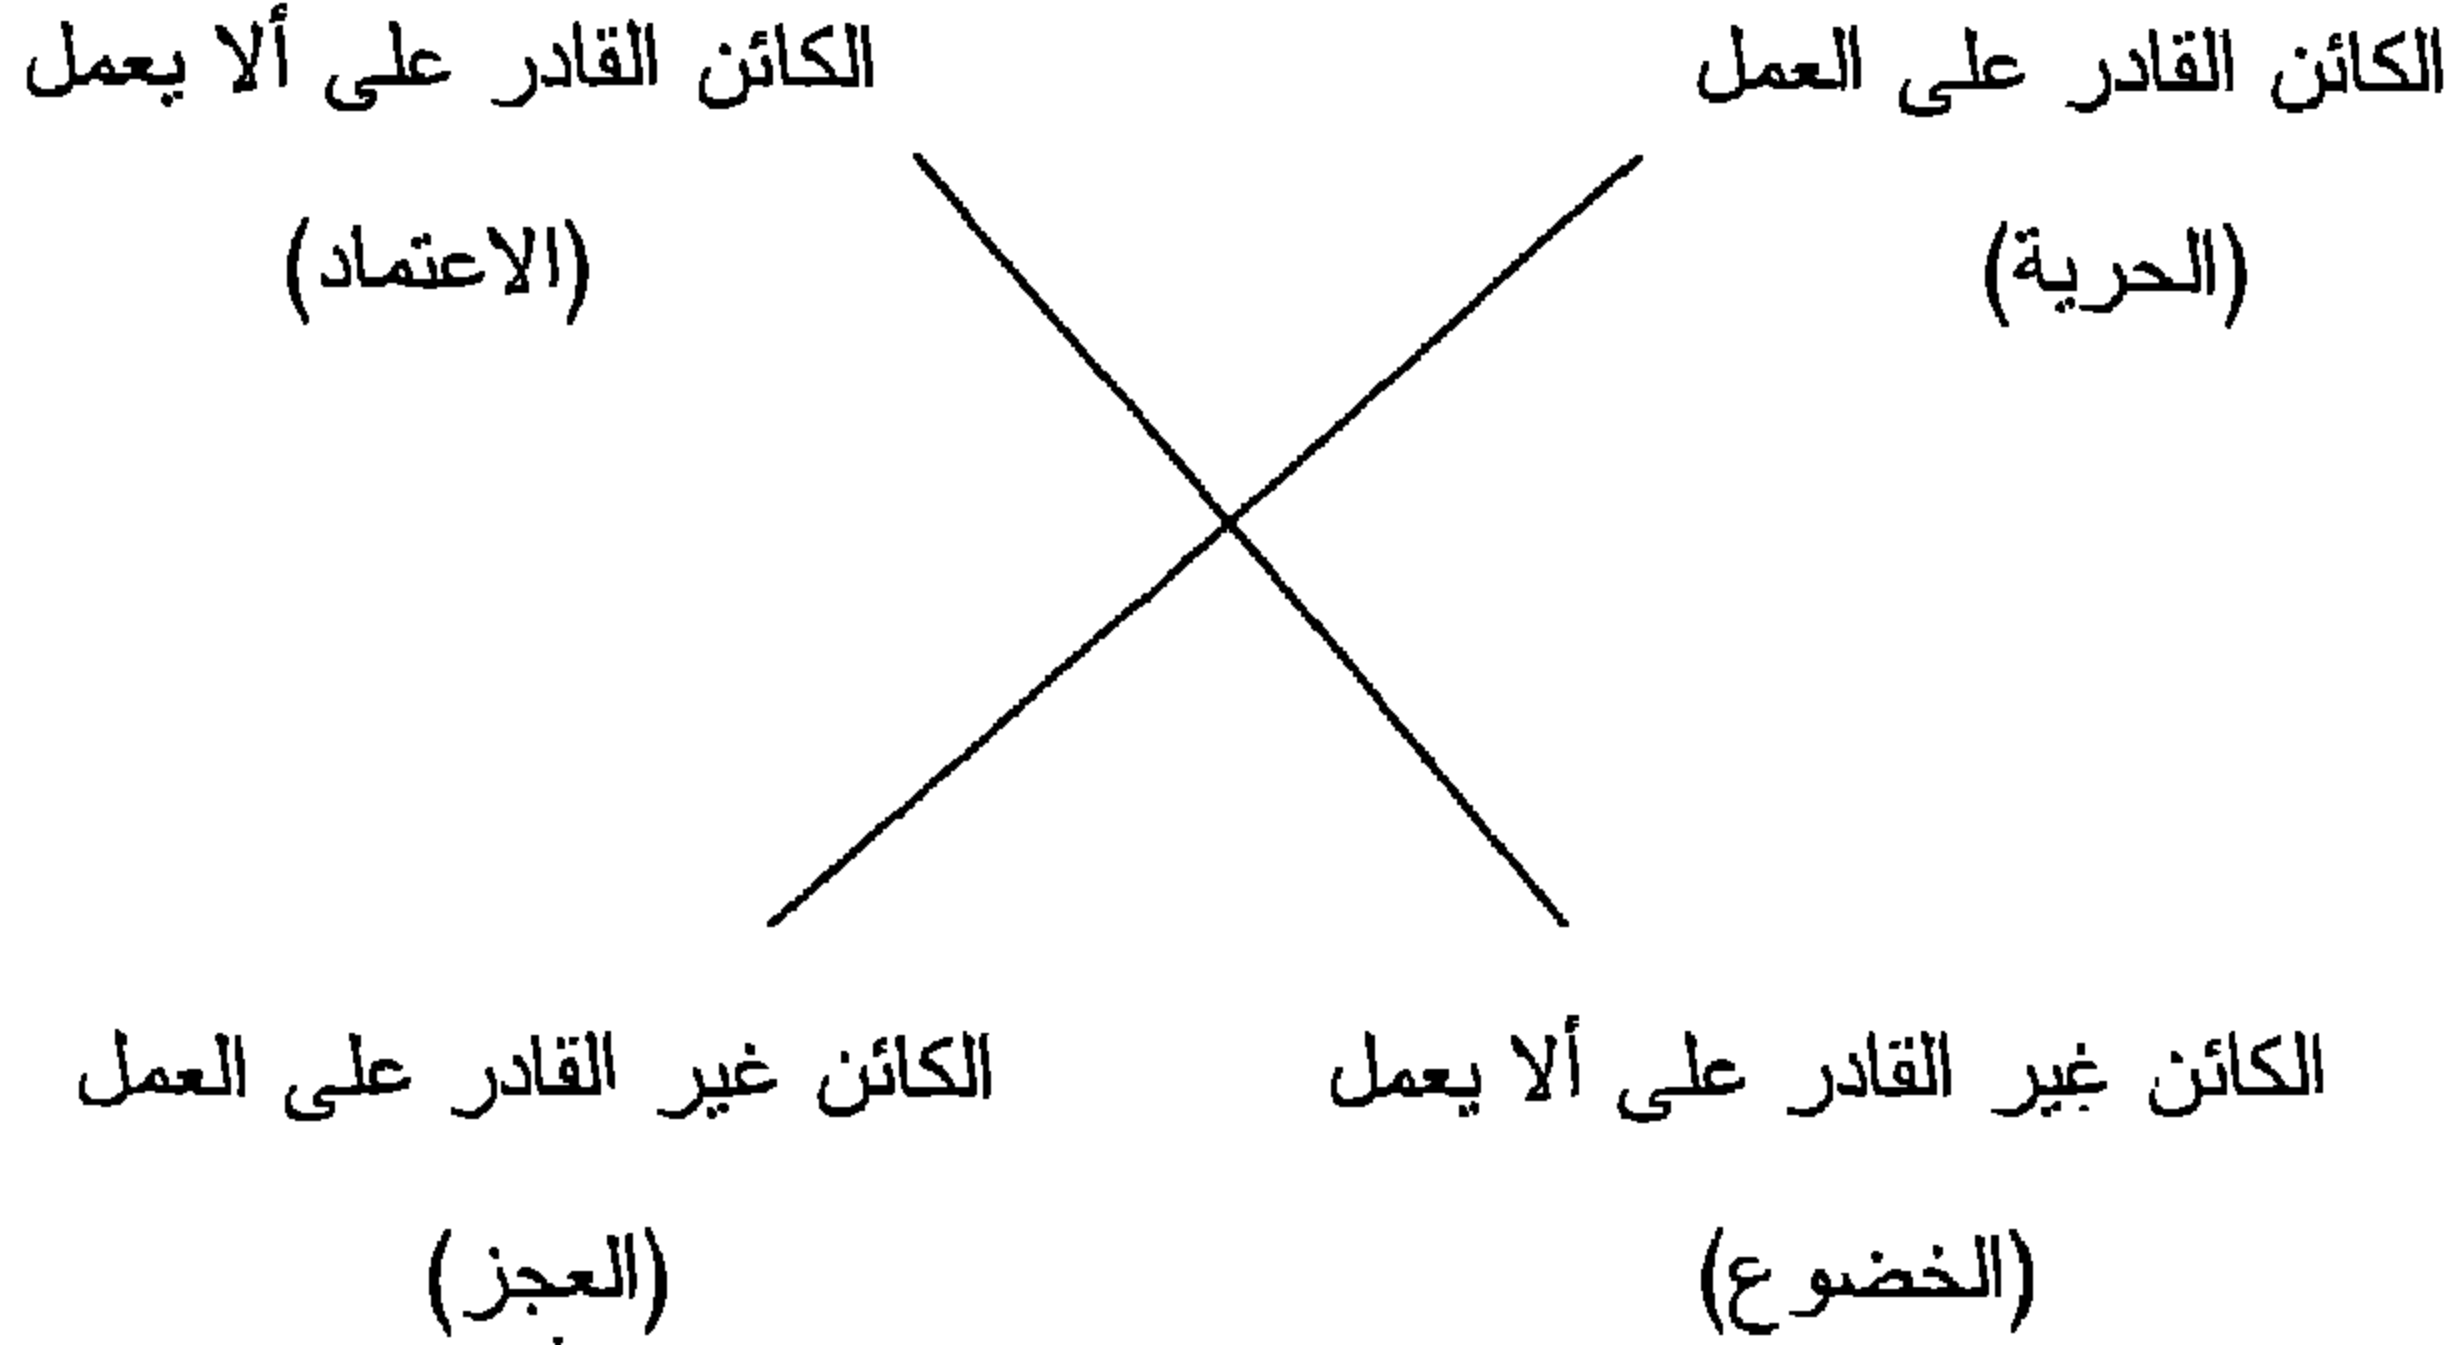 الكائن القادر على العمل
الكائن القادر على ألا يعمل
(الحرية)
(الاعتماد)
الكائن غير القادر على ألا يعمل
الكائن غير القادر على العمل
(الخضوع)
(العجز)